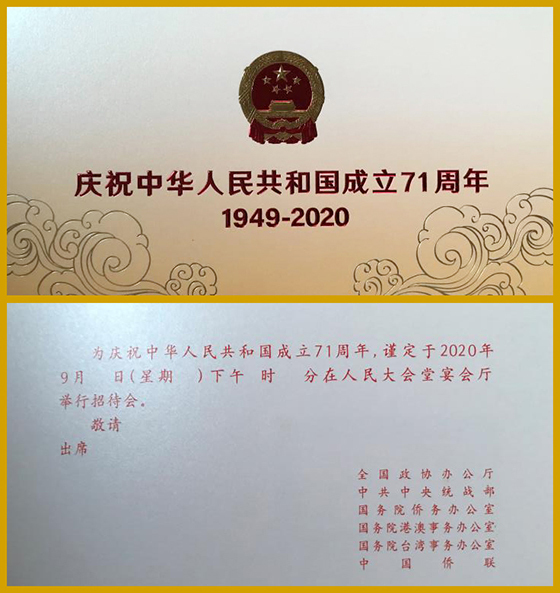 庆祝中华人民共和国成立71周年
1949-2020
为庆祝中华人民共和国成立71周年,谨定于2020年
9月 日(星期 )下午 时 分在人民大会堂宴会厅
举行招待会。
敬请
出席
全国政协办公厅
中共中央统战部
国务院侨务办公室
国务院港澳事务办公室
国务院台湾事务办公室
中国侨联